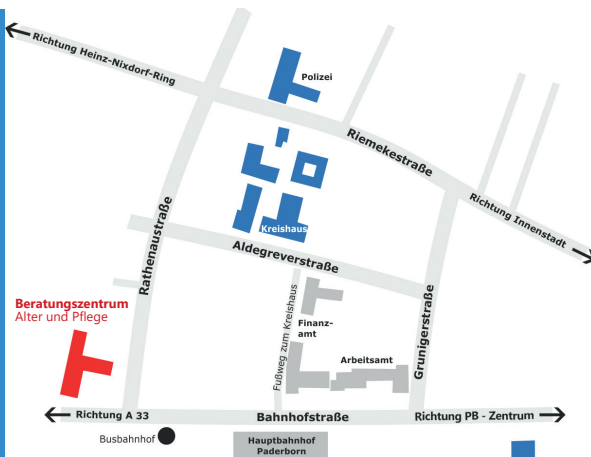 Richtung Heinz-Nixdorf-Ring
Polizei
Riemekestraße
Richtung Innenstadt
Kreishaus
Aldegreverstraße
Rathenaustraße
Grunigerstraße
Fußweg zum Kreishaus
Beratungszentrum
Alter und Pflege
Finanz-
amt
Arbeitsamt
Richtung A 33
Bahnhofstraße
Richtung PB - Zentrum
Busbahnhof
Hauptbahnhof
Paderborn